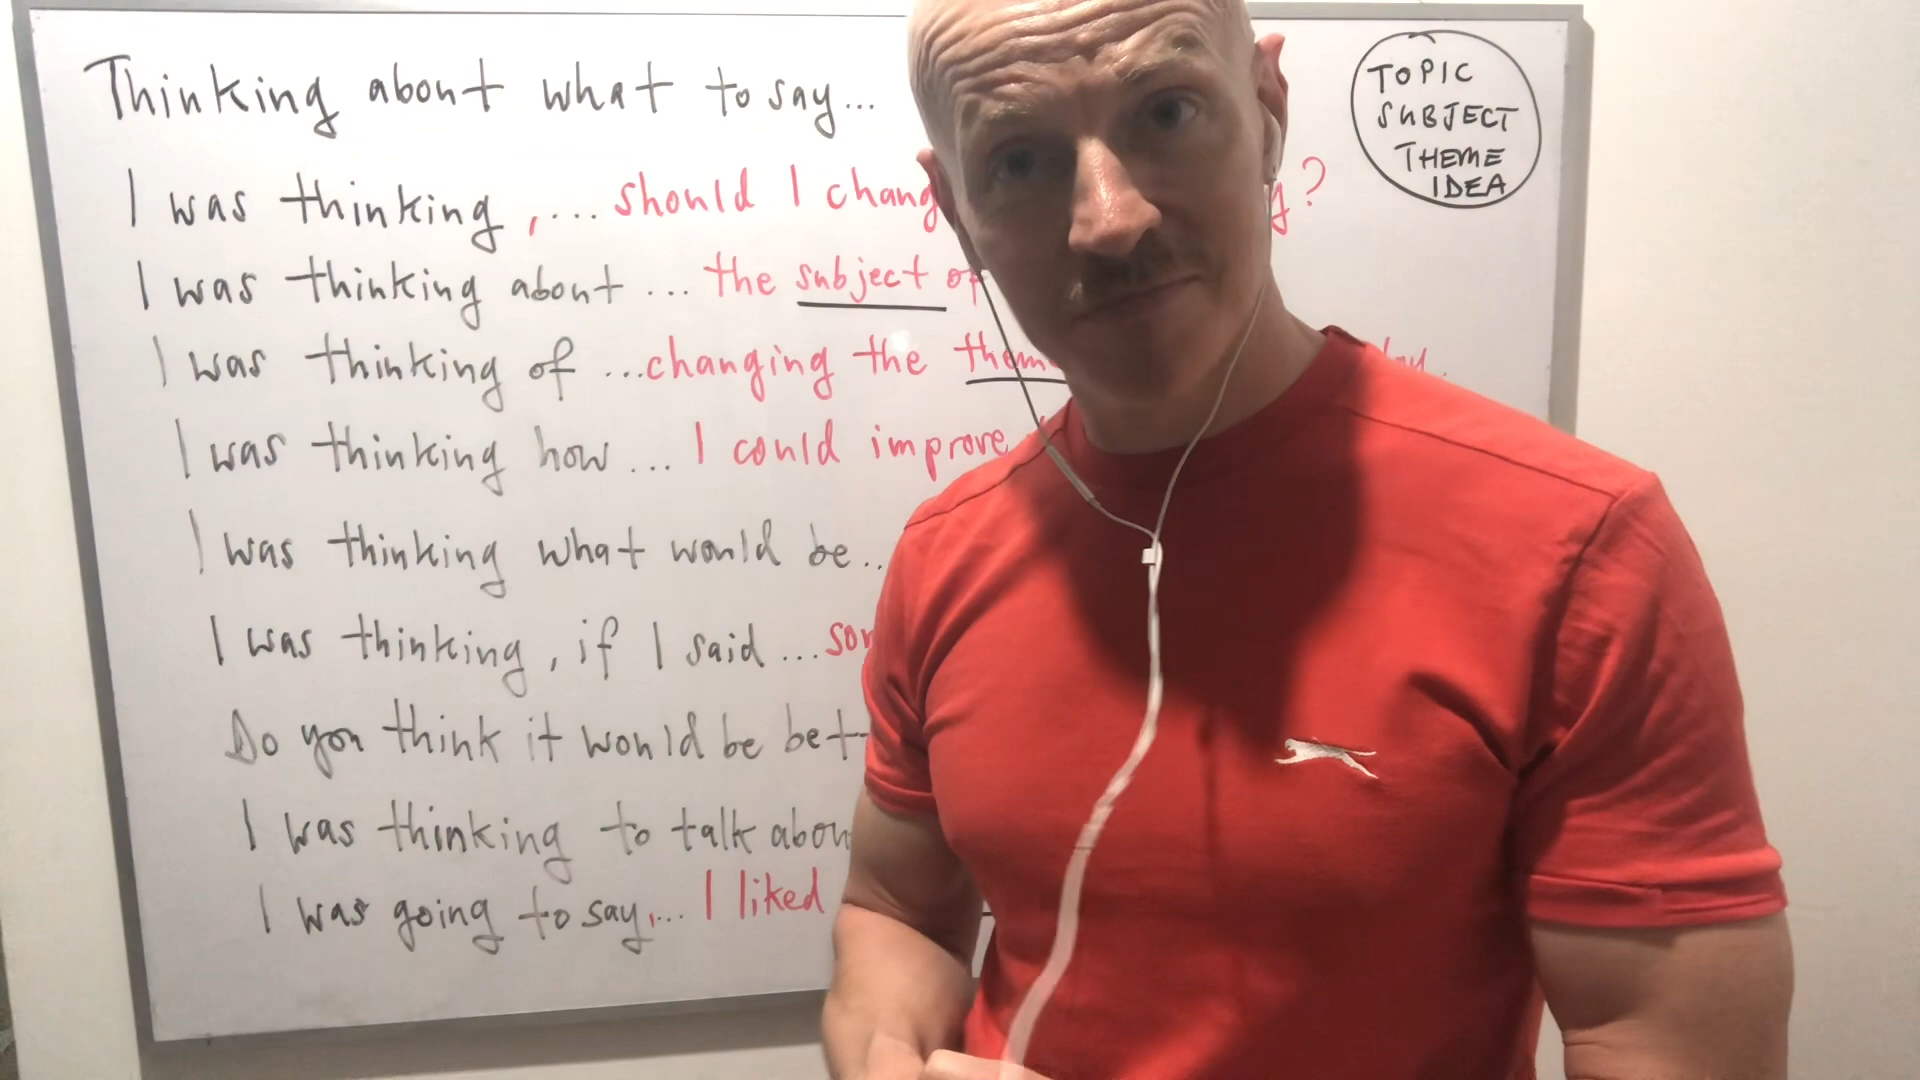 Thinking about what to say...
I was thinking, ... should I chang ?
I was thinking about ... the subject of
I was thinking of ... changing the them
I was thinking how ... I could improve
I was thinking what would be ..
I was thinking, if I said ...
Do you think it would be bet
I was thinking to talk abou
I was going to say, ... I liked
TOPIC
SUBJECT
THEME
IDEA